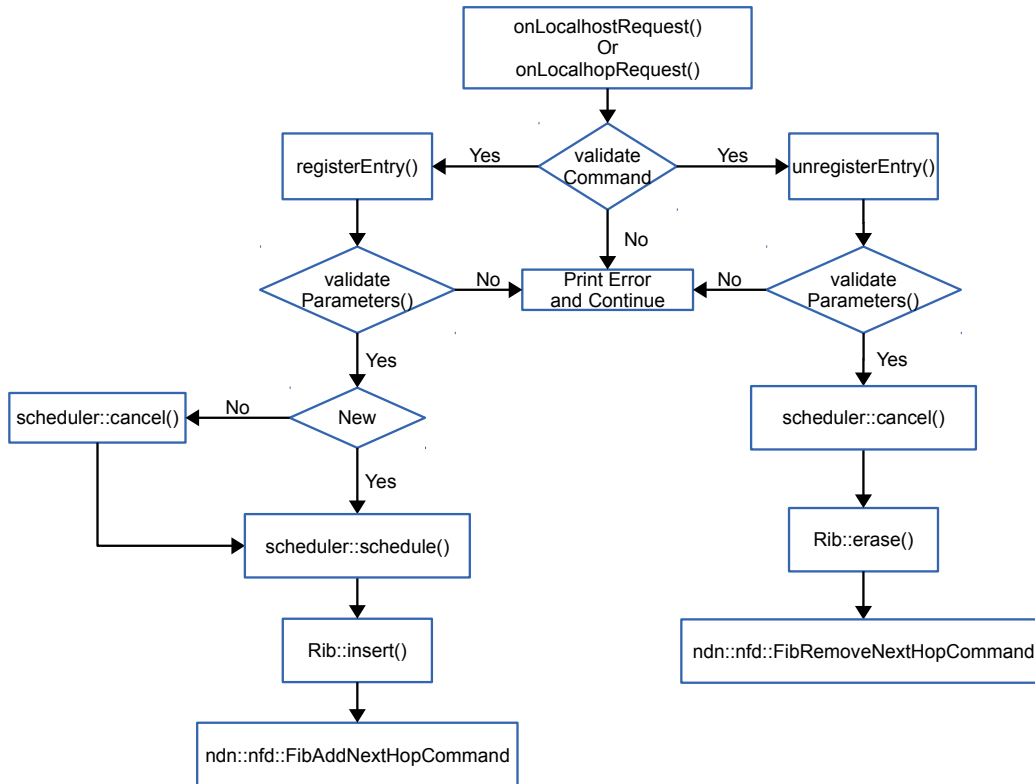 onLocalhostRequest()
Or
onLocalhopRequest()
registerEntry()
Yes
validate
Command
Yes
unregisterEntry()
No
validate
Parameters()
No
Print Error
and Continue
No
validate
Parameters()
Yes
Yes
scheduler::cancel()
No
New
scheduler::cancel()
Yes
scheduler::schedule()
Rib::erase()
Rib::insert()
ndn::nfd::FibRemoveNextHopCommand
ndn::nfd::FibAddNextHopCommand